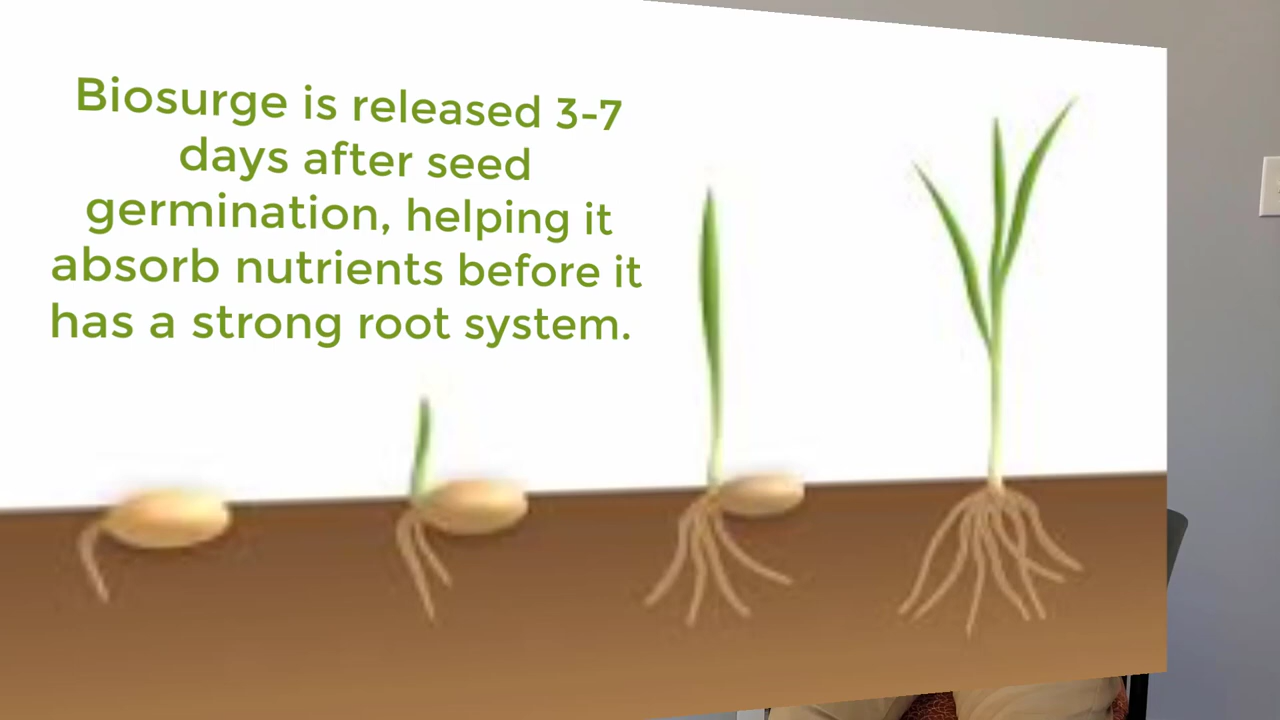 Biosurge is released 3-7
days after seed
germination, helping it
absorb nutrients before it
has a strong root system.